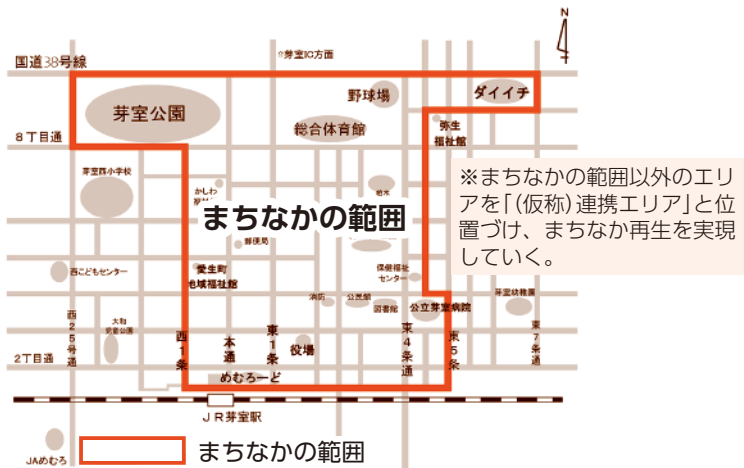 N
国道38号線
☆芽室IC方面
芽室公園
野球場
ダイイチ
総合体育館
弥生
福祉館
8丁目通
芽室西小学校
かしわ
柏木
※まちなかの範囲以外のエリ
アを「(仮称)連携エリア」と位
置づけ、まちなか再生を実現
していく。
まちなかの範囲
郵便局
西こどもセンター
愛生町
地域福祉館
保健福祉
センター
消防
公民館
図書館
公立芽室病院
芽室幼稚園
西25号通
大和
児童公園
西1条
本通
東1条
役場
東4条通
東5条
東7条通
2丁目通
めむろーど
JR芽室駅
JAめむろ
まちなかの範囲